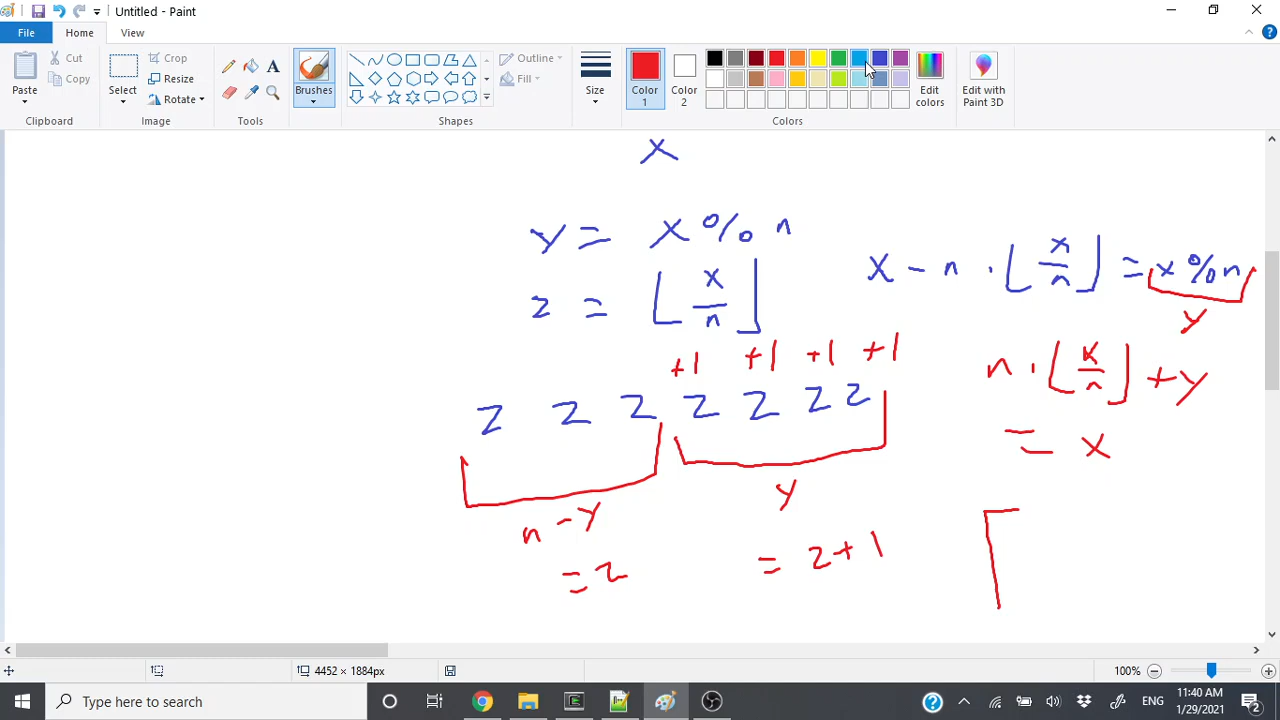 Untitled - Paint
File
Home
View
Paste
Cut
Copy
Clipboard
Select
Crop
Resize
Rotate
Image
A
Tools
Brushes
Shapes
Outline
Fill
Size
Color 1
Color 2
Colors
Edit colors
Edit with Paint 3D
x
y = x % n
z = ⌊x/n⌋
x - n · ⌊x/n⌋ = x % n
y
+1 +1 +1 +1
n · ⌊x/n⌋ + y
z z z z z z z
= x
y
n - y
= z
= z + 1
4452 × 1884px
100%
Type here to search
ENG
11:40 AM
1/29/2021
2